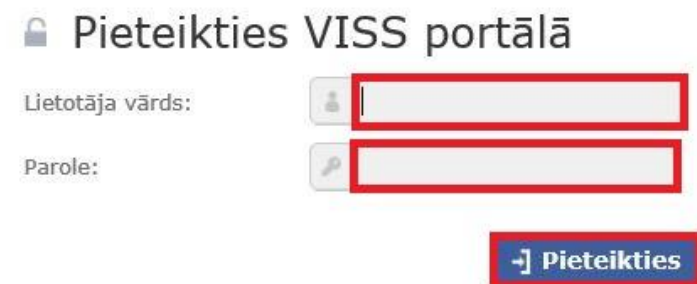 Pieteikties VISS portālā
Lietotāja vārds:
Parole:
Pieteikties